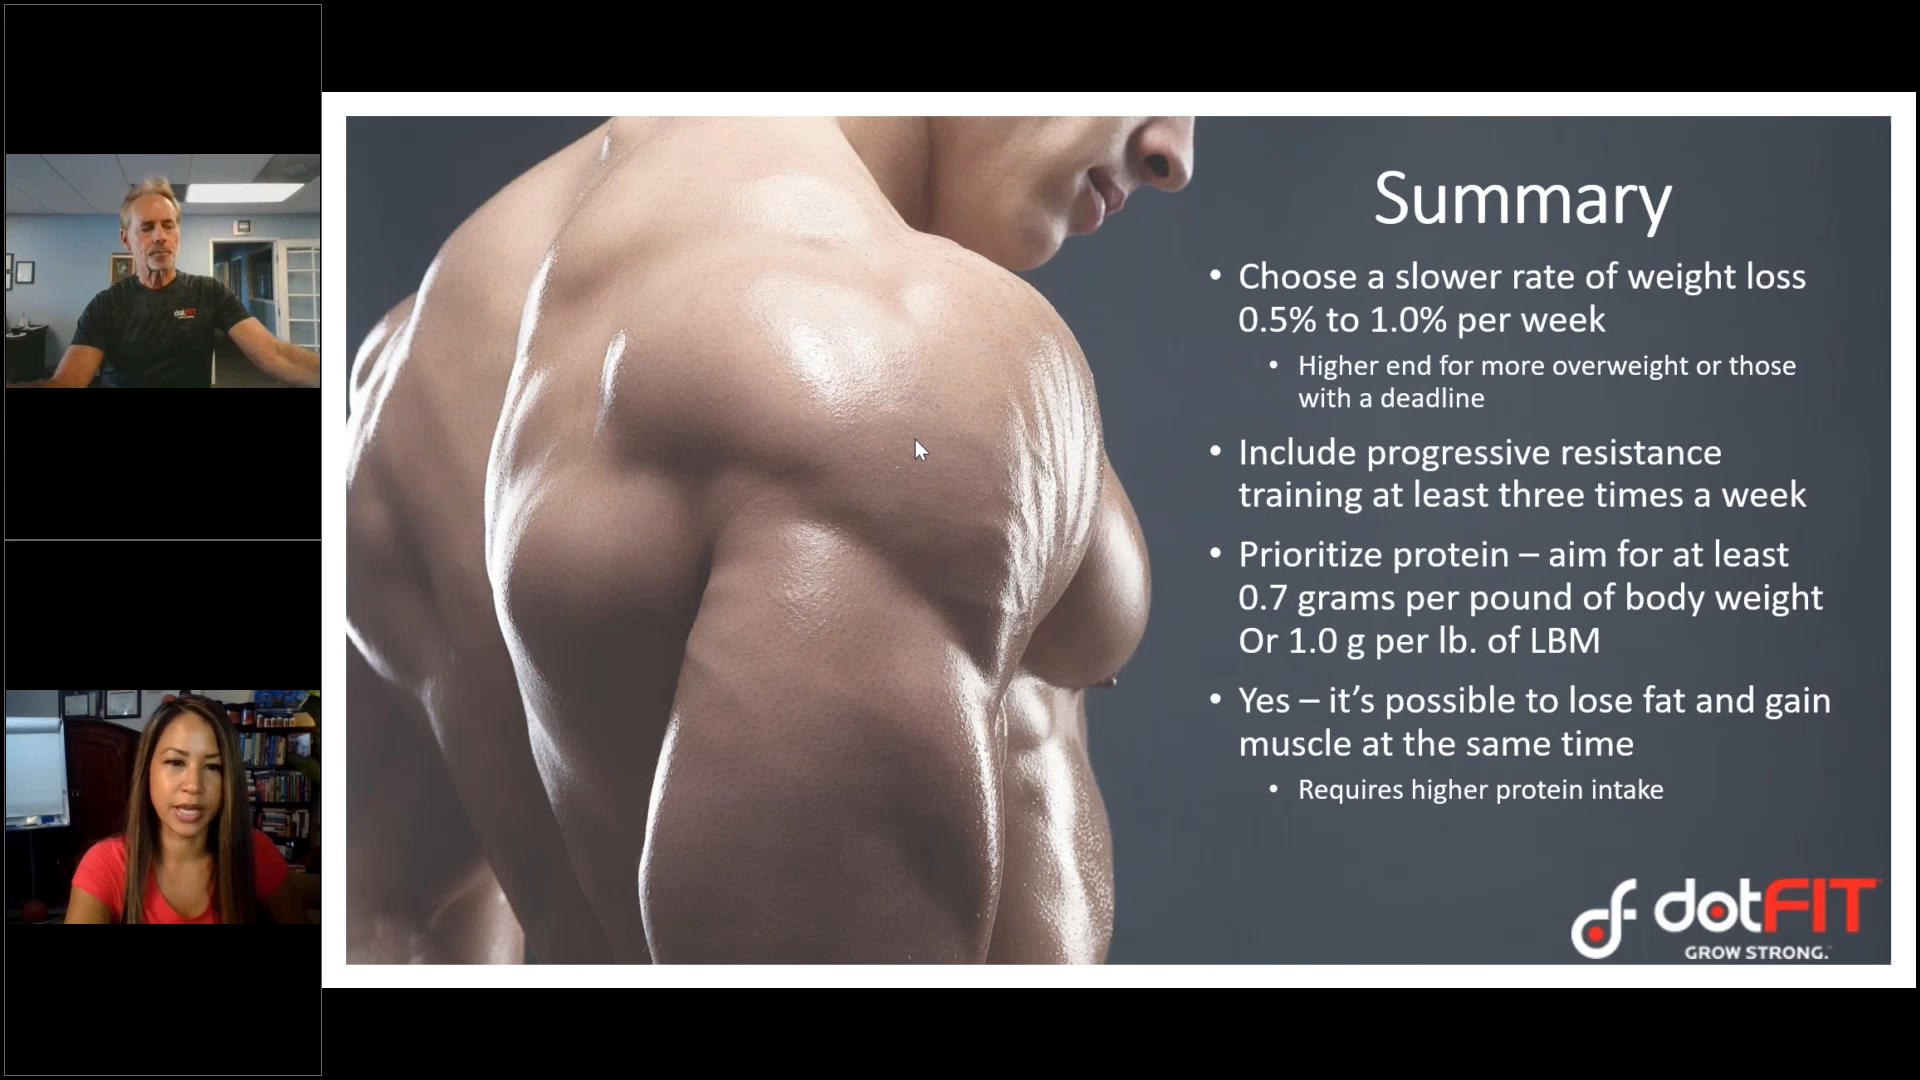 dotFIT
Summary
• Choose a slower rate of weight loss
0.5% to 1.0% per week
• Higher end for more overweight or those
with a deadline
• Include progressive resistance
training at least three times a week
• Prioritize protein – aim for at least
0.7 grams per pound of body weight
Or 1.0 g per lb. of LBM
• Yes – it’s possible to lose fat and gain
muscle at the same time
• Requires higher protein intake
df dotFIT
GROW STRONG.